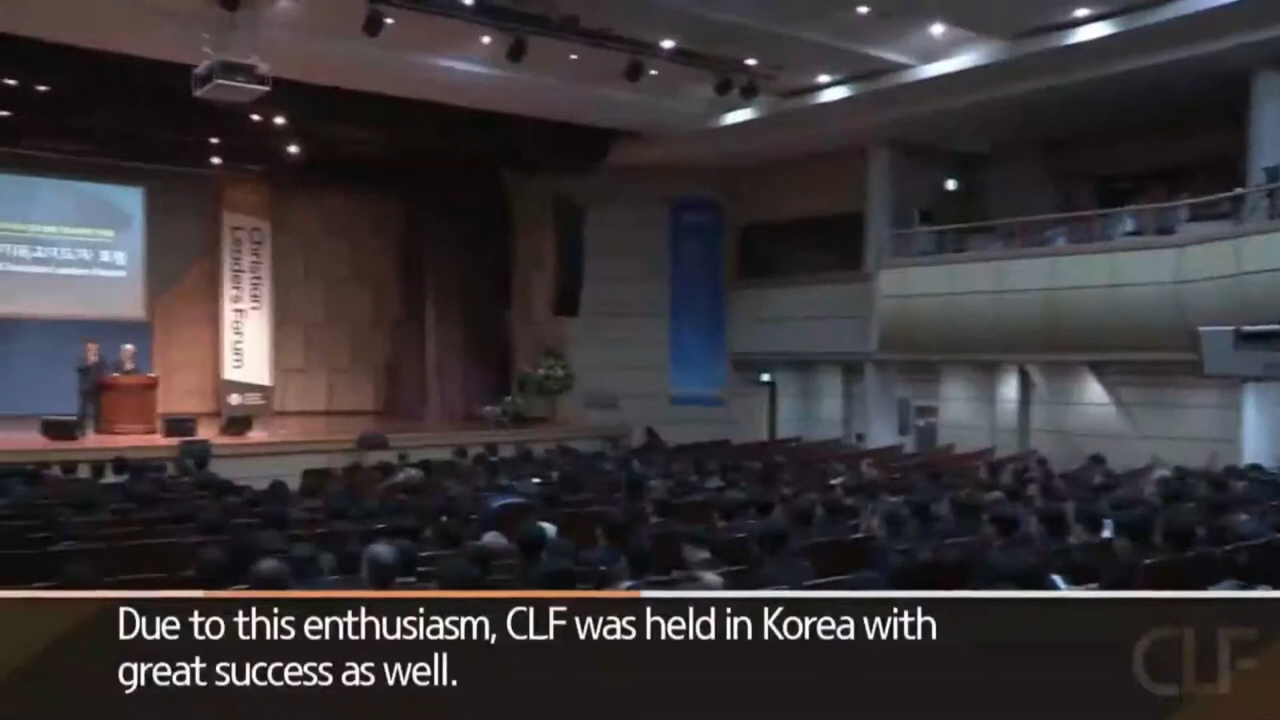 Christian
Leaders Forum
Due to this enthusiasm, CLF was held in Korea with
great success as well.
CLF